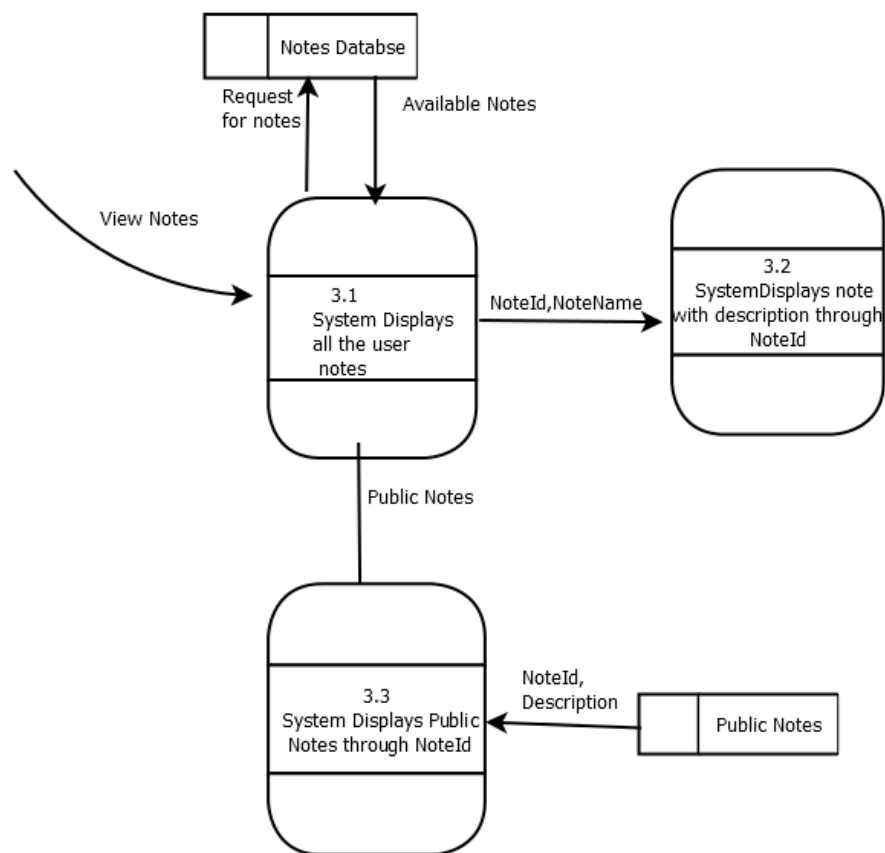 Notes Databse
Request
for notes
Available Notes
View Notes
3.1
System Displays
all the user
notes
NoteId,NoteName
3.2
SystemDisplays note
with description through
NoteId
Public Notes
3.3
System Displays Public
Notes through NoteId
NoteId,
Description
Public Notes